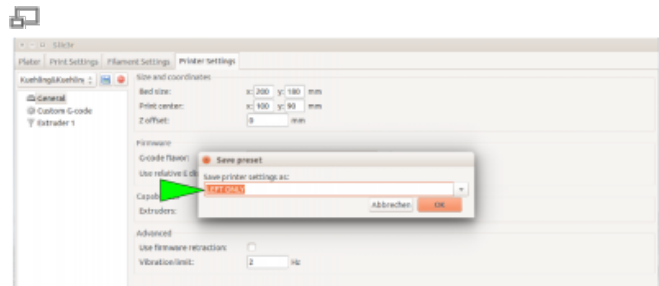 Slic3r
Plater Print Settings Filament Settings Printer Settings
Kuehling&Kuehling
General
Custom G-code
Extruder 1
Size and coordinates
Bed size: x: 200 y: 180 mm
Print center: x: 100 y: 90 mm
Z offset: 0 mm
Firmware
G-code flavor:
Use relative E
Extruders:
Save preset
Save printer settings as:
LEFT ONLY
Abbrechen OK
Advanced
Use firmware retraction:
Vibration limit: 2 Hz